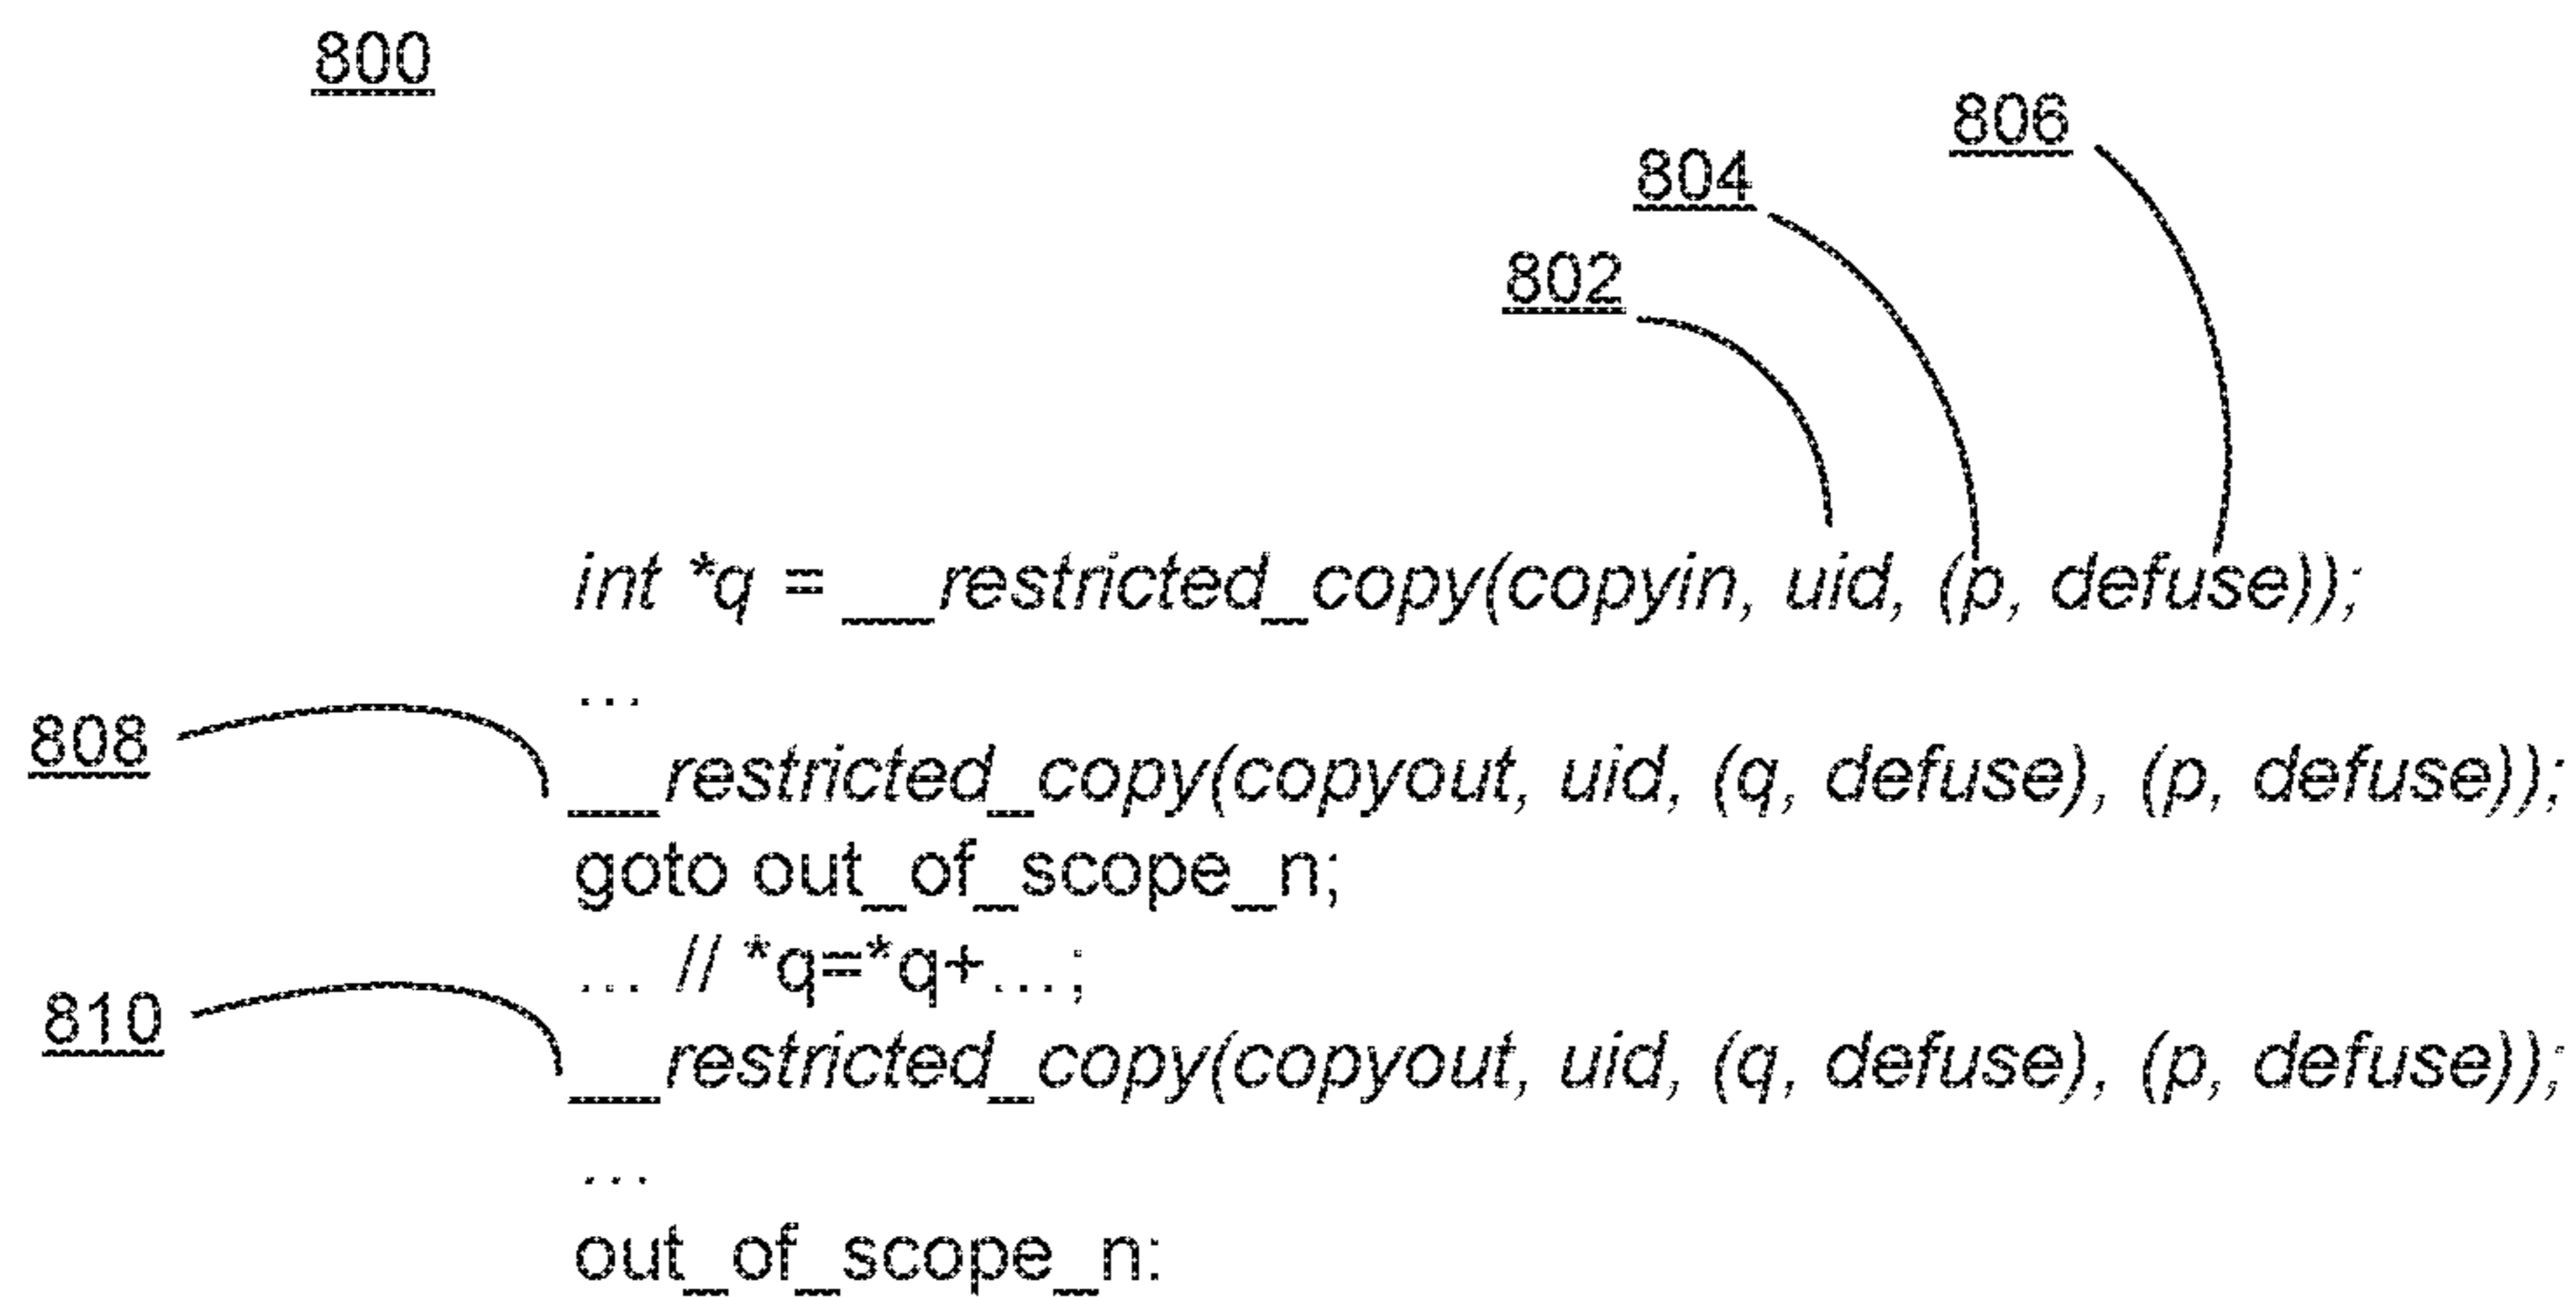 800
806
804
802
int *q = __restricted_copy(copyin, uid, (p, defuse));
...
808
__restricted_copy(copyout, uid, (q, defuse), (p, defuse));
goto out_of_scope_n;
... // *q=*q+...;
810
__restricted_copy(copyout, uid, (q, defuse), (p, defuse));
...
out_of_scope_n: